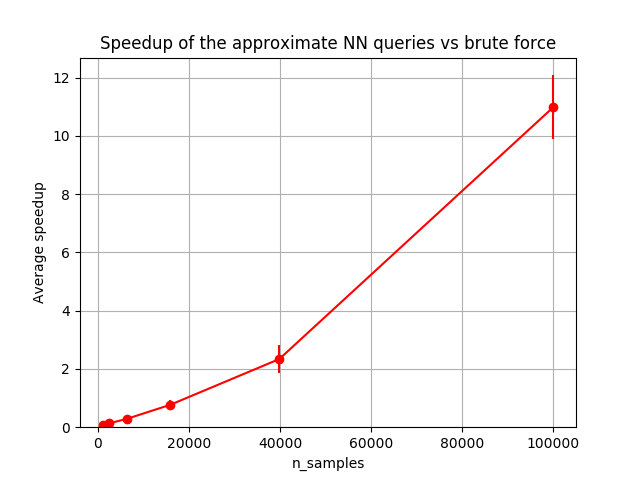 Speedup of the approximate NN queries vs brute force
12
10
8
6
4
2
0
Average speedup
0 20000 40000 60000 80000 100000
n_samples